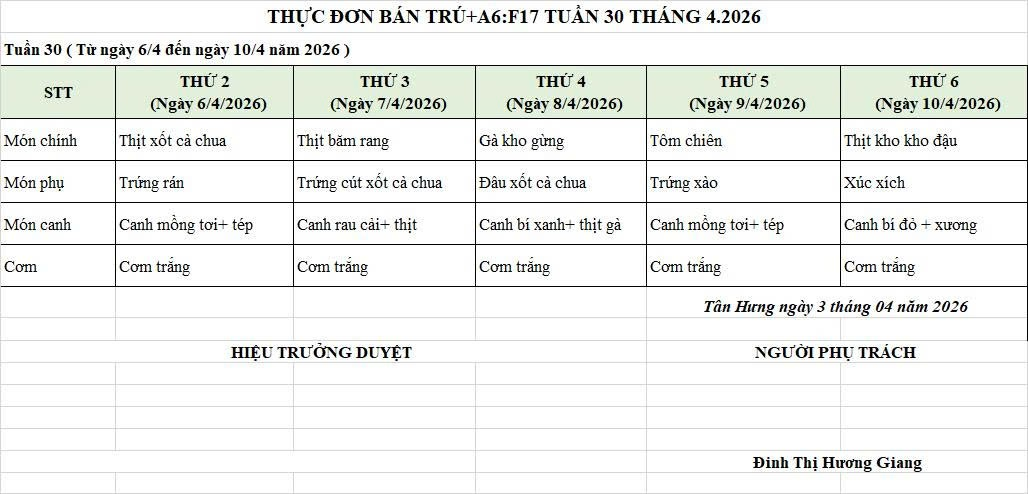 THỰC ĐƠN BÁN TRÚ+A6:F17 TUẦN 30 THÁNG 4.2026
Tuần 30 ( Từ ngày 6/4 đến ngày 10/4 năm 2026 )
STT THỨ 2 (Ngày 6/4/2026) THỨ 3 (Ngày 7/4/2026) THỨ 4 (Ngày 8/4/2026) THỨ 5 (Ngày 9/4/2026) THỨ 6 (Ngày 10/4/2026)
Món chính Thịt xốt cà chua Thịt băm rang Gà kho gừng Tôm chiên Thịt kho kho đậu
Món phụ Trứng rán Trứng cút xốt cà chua Đâu xốt cà chua Trứng xào Xúc xích
Món canh Canh mồng tơi+ tép Canh rau cải+ thịt Canh bí xanh+ thịt gà Canh mồng tơi+ tép Canh bí đỏ + xương
Cơm Cơm trắng Cơm trắng Cơm trắng Cơm trắng Cơm trắng
Tân Hưng ngày 3 tháng 04 năm 2026
HIỆU TRƯỞNG DUYỆT NGƯỜI PHỤ TRÁCH
Đinh Thị Hương Giang